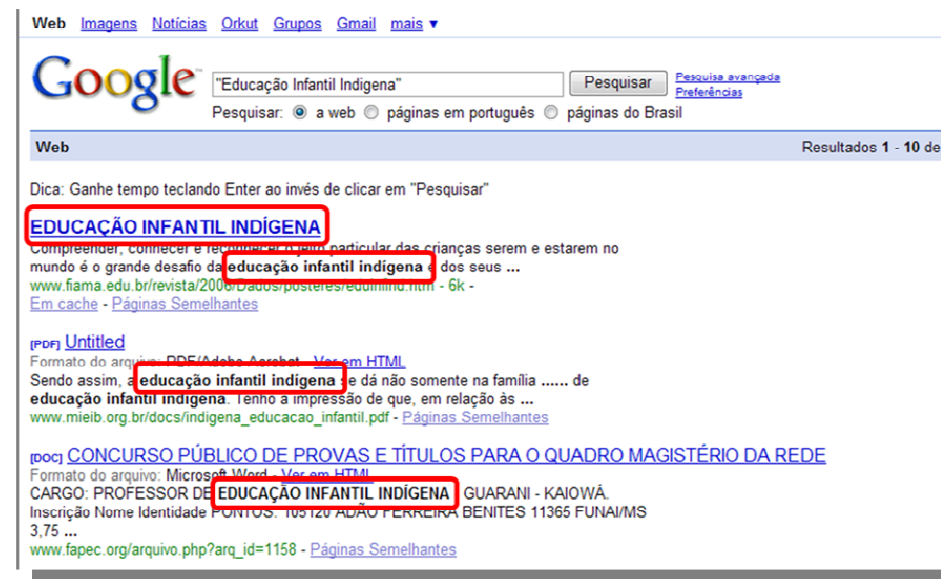 Web Imagens Notícias Orkut Grupos Gmail mais ▼
Google "Educação Infantil Indigena" Pesquisar Pesquisa avançada
Preferências
Pesquisar: a web páginas em português páginas do Brasil
Web Resultados 1 - 10 de
Dica: Ganhe tempo teclando Enter ao invés de clicar em "Pesquisar"
EDUCAÇÃO INFANTIL INDÍGENA
Compreender, conhecer e reconhecer o jeito particular das crianças serem e estarem no
mundo é o grande desafio da educação infantil indígena e dos seus ...
www.fiama.edu.br/revista/2006/Dados/posteres/eduinfind.htm - 6k -
Em cache - Páginas Semelhantes
[PDF] Untitled
Formato do arquivo: PDF/Adobe Acrobat - Ver em HTML
Sendo assim, a educação infantil indígena se dá não somente na família ...... de
educação infantil indígena. Tenho a impressão de que, em relação às ...
www.mieib.org.br/docs/indigena_educacao_infantil.pdf - Páginas Semelhantes
[DOC] CONCURSO PÚBLICO DE PROVAS E TÍTULOS PARA O QUADRO MAGISTÉRIO DA REDE
Formato do arquivo: Microsoft Word - Ver em HTML
CARGO: PROFESSOR DE EDUCAÇÃO INFANTIL INDÍGENA GUARANI - KAIOWÁ.
Inscrição Nome Identidade PONTOS. 105120 ADÃO FERREIRA BENITES 11365 FUNAI/MS
3,75 ...
www.fapec.org/arquivo.php?arq_id=1158 - Páginas Semelhantes